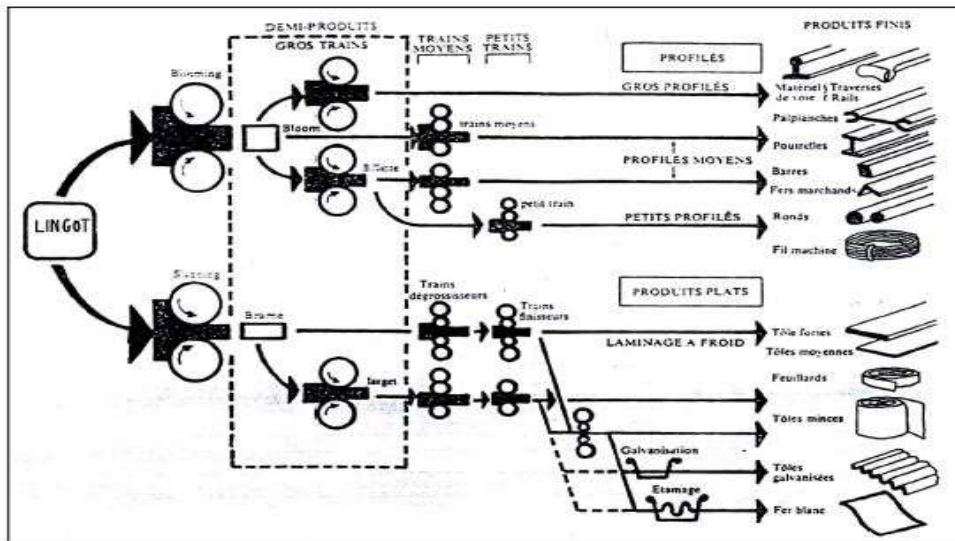 DEMI-PRODUITS
GROS TRAINS
TRAINS
MOYENS
PETITS
TRAINS
PROFILÉS
PRODUITS FINIS
Blooming
GROS PROFILÉS
Matériels Traverses
de voie et Rails
Bloom
trains moyens
Palplanches
Poutrelles
PROFILÉS MOYENS
Billette
Barres
Fers marchands
LINGOT
petit train
PETITS PROFILÉS
Ronds
Fil machine
Slabbing
Trains
dégrossisseurs
Trains
finisseurs
PRODUITS PLATS
Brame
LAMINAGE A FROID
Tôle fortes
Tôles moyennes
larget
Feuillards
Tôles minces
Galvanisation
Tôles
galvanisées
Etamage
Fer blanc